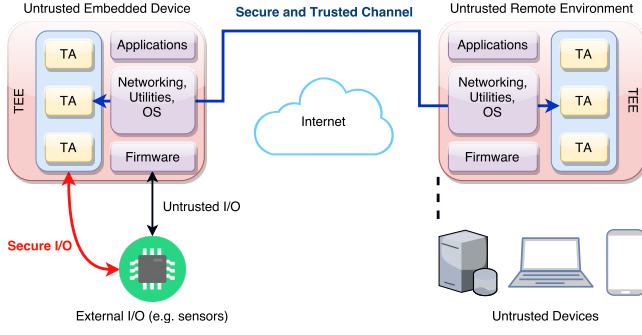 Untrusted Embedded Device
Secure and Trusted Channel
Untrusted Remote Environment
TEE
TA
TA
TA
Applications
Networking,
Utilities,
OS
Firmware
Internet
Applications
Networking,
Utilities,
OS
Firmware
TA
TA
TA
TEE
Untrusted I/O
Secure I/O
External I/O (e.g. sensors)
Untrusted Devices